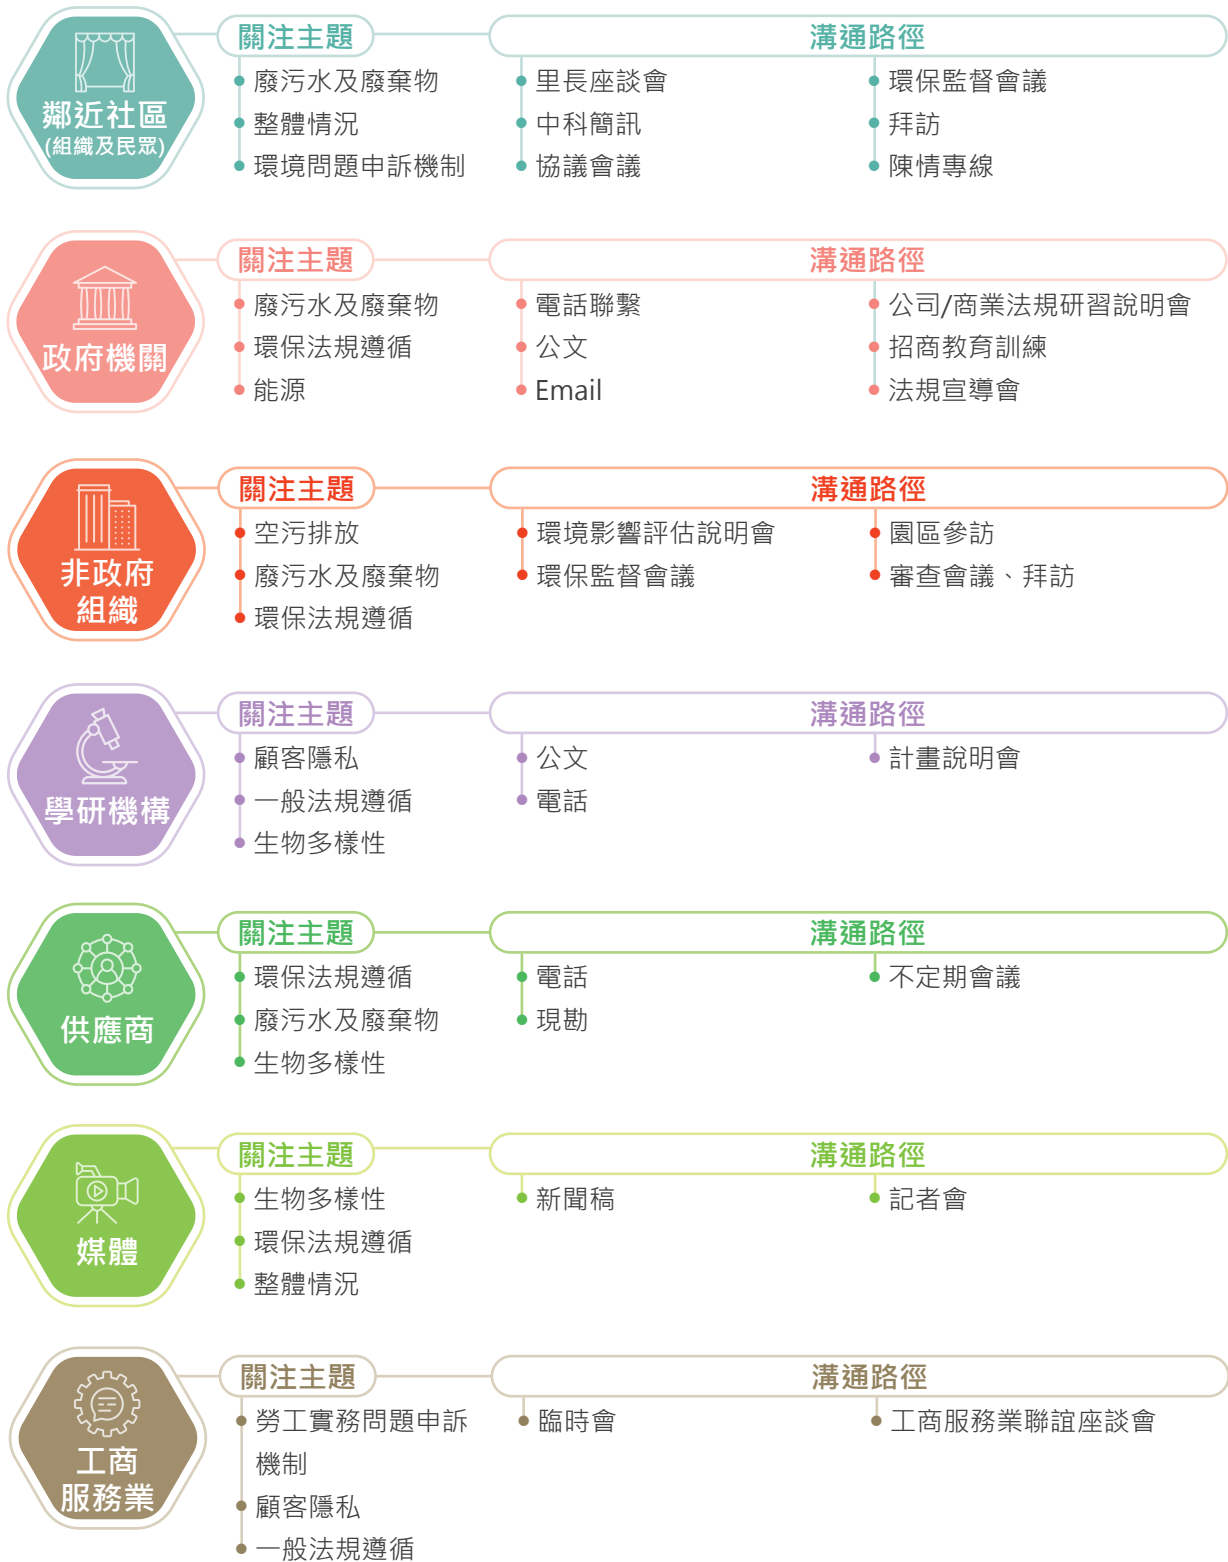 鄰近社區
(組織及民眾)
關注主題
廢污水及廢棄物
整體情況
環境問題申訴機制
溝通路徑
里長座談會
中科簡訊
協議會議
環保監督會議
拜訪
陳情專線
政府機關
關注主題
廢污水及廢棄物
環保法規遵循
能源
溝通路徑
電話聯繫
公文
Email
公司/商業法規研習說明會
招商教育訓練
法規宣導會
非政府
組織
關注主題
空污排放
廢污水及廢棄物
環保法規遵循
溝通路徑
環境影響評估說明會
環保監督會議
園區參訪
審查會議、拜訪
學研機構
關注主題
顧客隱私
一般法規遵循
生物多樣性
溝通路徑
公文
電話
計畫說明會
供應商
關注主題
環保法規遵循
廢污水及廢棄物
生物多樣性
溝通路徑
電話
現勘
不定期會議
媒體
關注主題
生物多樣性
環保法規遵循
整體情況
溝通路徑
新聞稿
記者會
工商
服務業
關注主題
勞工實務問題申訴
機制
顧客隱私
一般法規遵循
溝通路徑
臨時會
工商服務業聯誼座談會